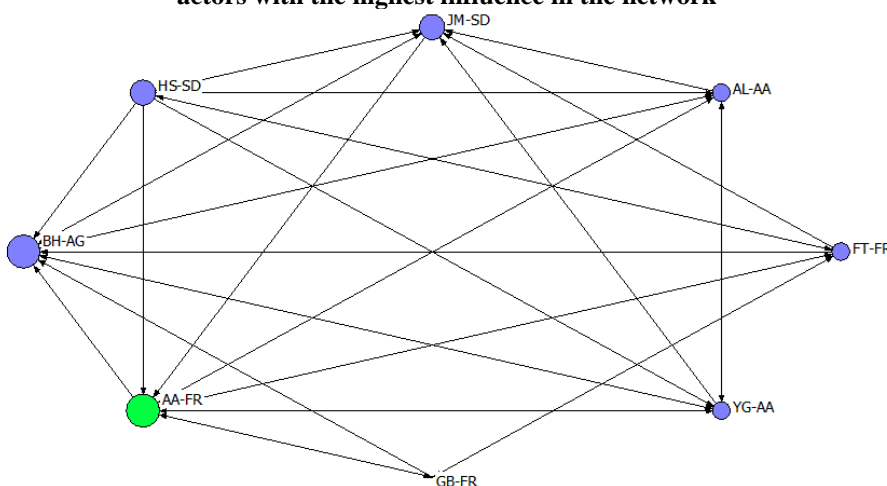 actors with the highest influence in the network
JM-SD
HS-SD
AL-AA
BH-AG
FT-FR
AA-FR
YG-AA
GB-FR